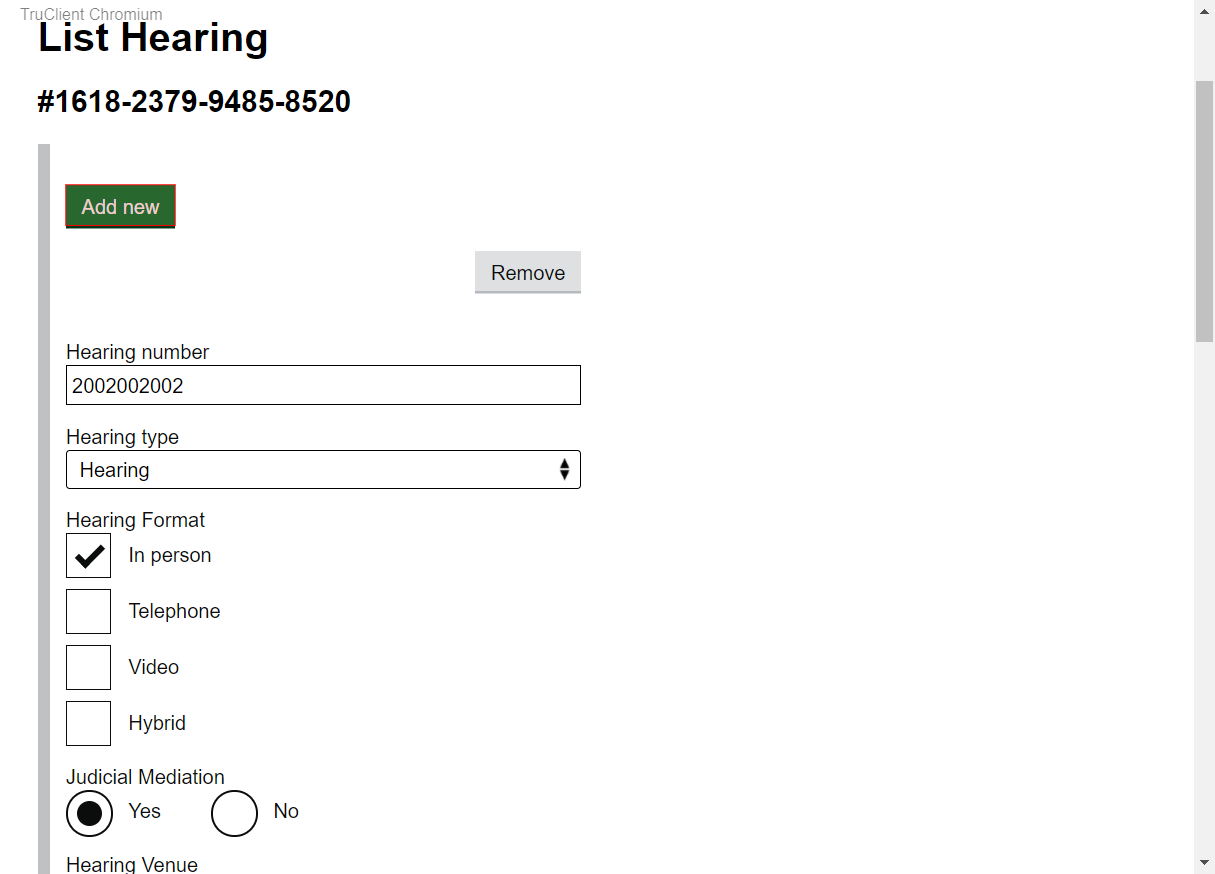 TruClient Chromium
List Hearing
#1618-2379-9485-8520
Add new
Remove
Hearing number
2002002002
Hearing type
Hearing
Hearing Format
In person
Telephone
Video
Hybrid
Judicial Mediation
Yes No
Hearing Venue